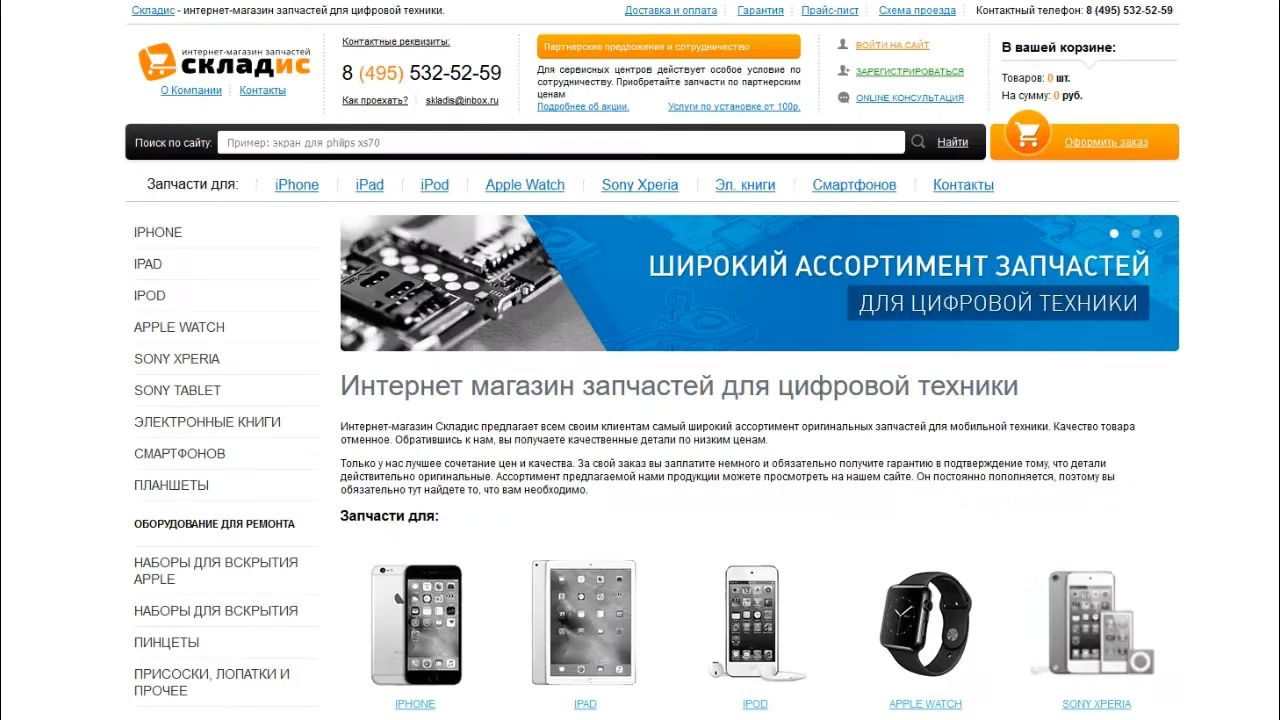 Складис - интернет-магазин запчастей для цифровой техники.
Доставка и оплата
Гарантия
Прайс-лист
Схема проезда
Контактный телефон: 8 (495) 532-52-59
интернет-магазин запчастей
складис
О Компании
Контакты
Контактные реквизиты:
8 (495) 532-52-59
Как проехать?
skladis@inbox.ru
Партнерские предложения и сотрудничество
Для сервисных центров действует особое условие по
сотрудничеству. Приобретайте запчасти по партнерским
ценам
Подробнее об акции.
Услуги по установке от 100р.
ВОЙТИ НА САЙТ
ЗАРЕГИСТРИРОВАТЬСЯ
ONLINE КОНСУЛЬТАЦИЯ
В вашей корзине:
Товаров: 0 шт.
На сумму: 0 руб.
Поиск по сайту:
Пример: экран для philips xs70
Найти
Оформить заказ
Запчасти для:
iPhone
iPad
iPod
Apple Watch
Sony Xperia
Эл. книги
Смартфонов
Контакты
IPHONE
IPAD
IPOD
APPLE WATCH
SONY XPERIA
SONY TABLET
ЭЛЕКТРОННЫЕ КНИГИ
СМАРТФОНОВ
ПЛАНШЕТЫ
ОБОРУДОВАНИЕ ДЛЯ РЕМОНТА
НАБОРЫ ДЛЯ ВСКРЫТИЯ
APPLE
НАБОРЫ ДЛЯ ВСКРЫТИЯ
ПИНЦЕТЫ
ПРИСОСКИ, ЛОПАТКИ И
ПРОЧЕЕ
ШИРОКИЙ АССОРТИМЕНТ ЗАПЧАСТЕЙ
ДЛЯ ЦИФРОВОЙ ТЕХНИКИ
Интернет магазин запчастей для цифровой техники
Интернет-магазин Складис предлагает всем своим клиентам самый широкий ассортимент оригинальных запчастей для мобильной техники. Качество товара
отменное. Обратившись к нам, вы получаете качественные детали по низким ценам.
Только у нас лучшее сочетание цен и качества. За свой заказ вы заплатите немного и обязательно получите гарантию в подтверждение тому, что детали
действительно оригинальные. Ассортимент предлагаемой нами продукции можете просмотреть на нашем сайте. Он постоянно пополняется, поэтому вы
обязательно тут найдете то, что вам необходимо.
Запчасти для:
IPHONE
IPAD
IPOD
APPLE WATCH
SONY XPERIA